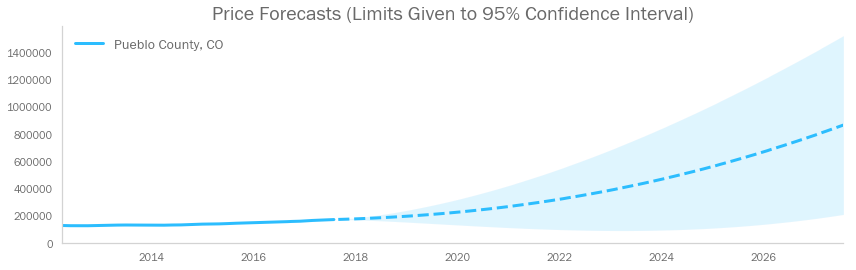 Price Forecasts (Limits Given to 95% Confidence Interval)
Pueblo County, CO
1400000
1200000
1000000
800000
600000
400000
200000
0
2014 2016 2018 2020 2022 2024 2026